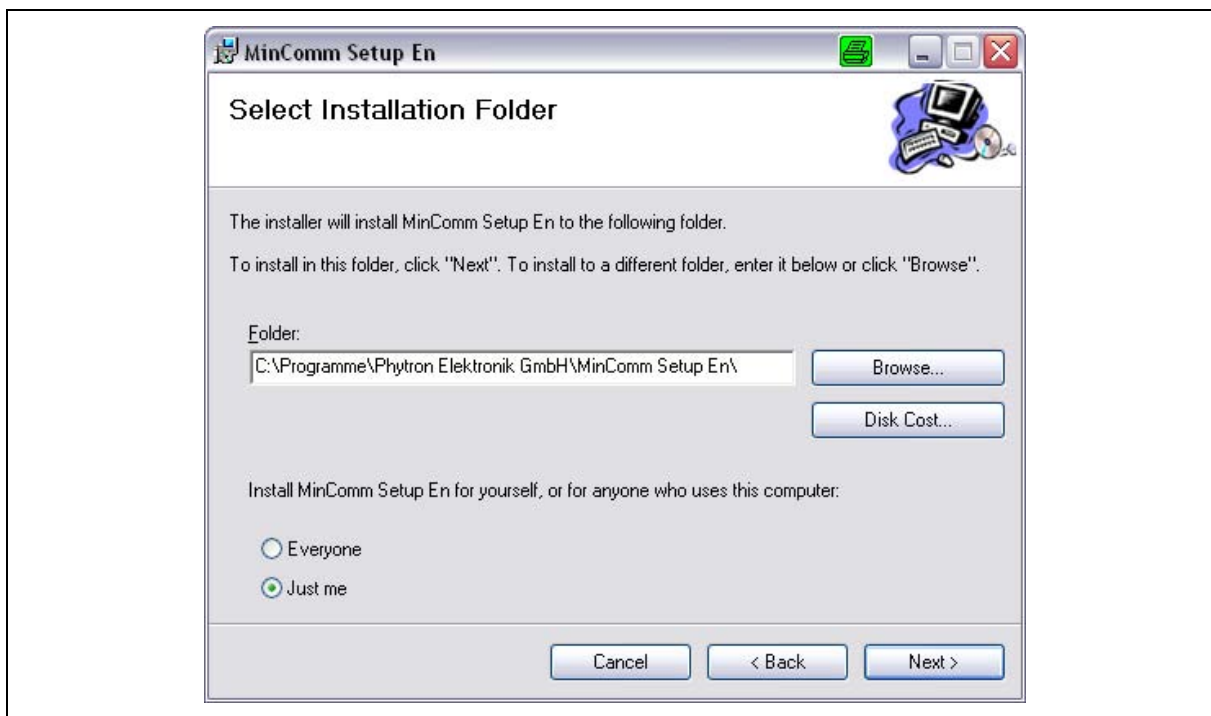 MinComm Setup En
Select Installation Folder
The installer will install MinComm Setup En to the following folder.
To install in this folder, click "Next". To install to a different folder, enter it below or click "Browse".
Folder:
C:\Programme\Phytron Elektronik GmbH\MinComm Setup En\
Browse...
Disk Cost...
Install MinComm Setup En for yourself, or for anyone who uses this computer:
Everyone
Just me
Cancel
< Back
Next >